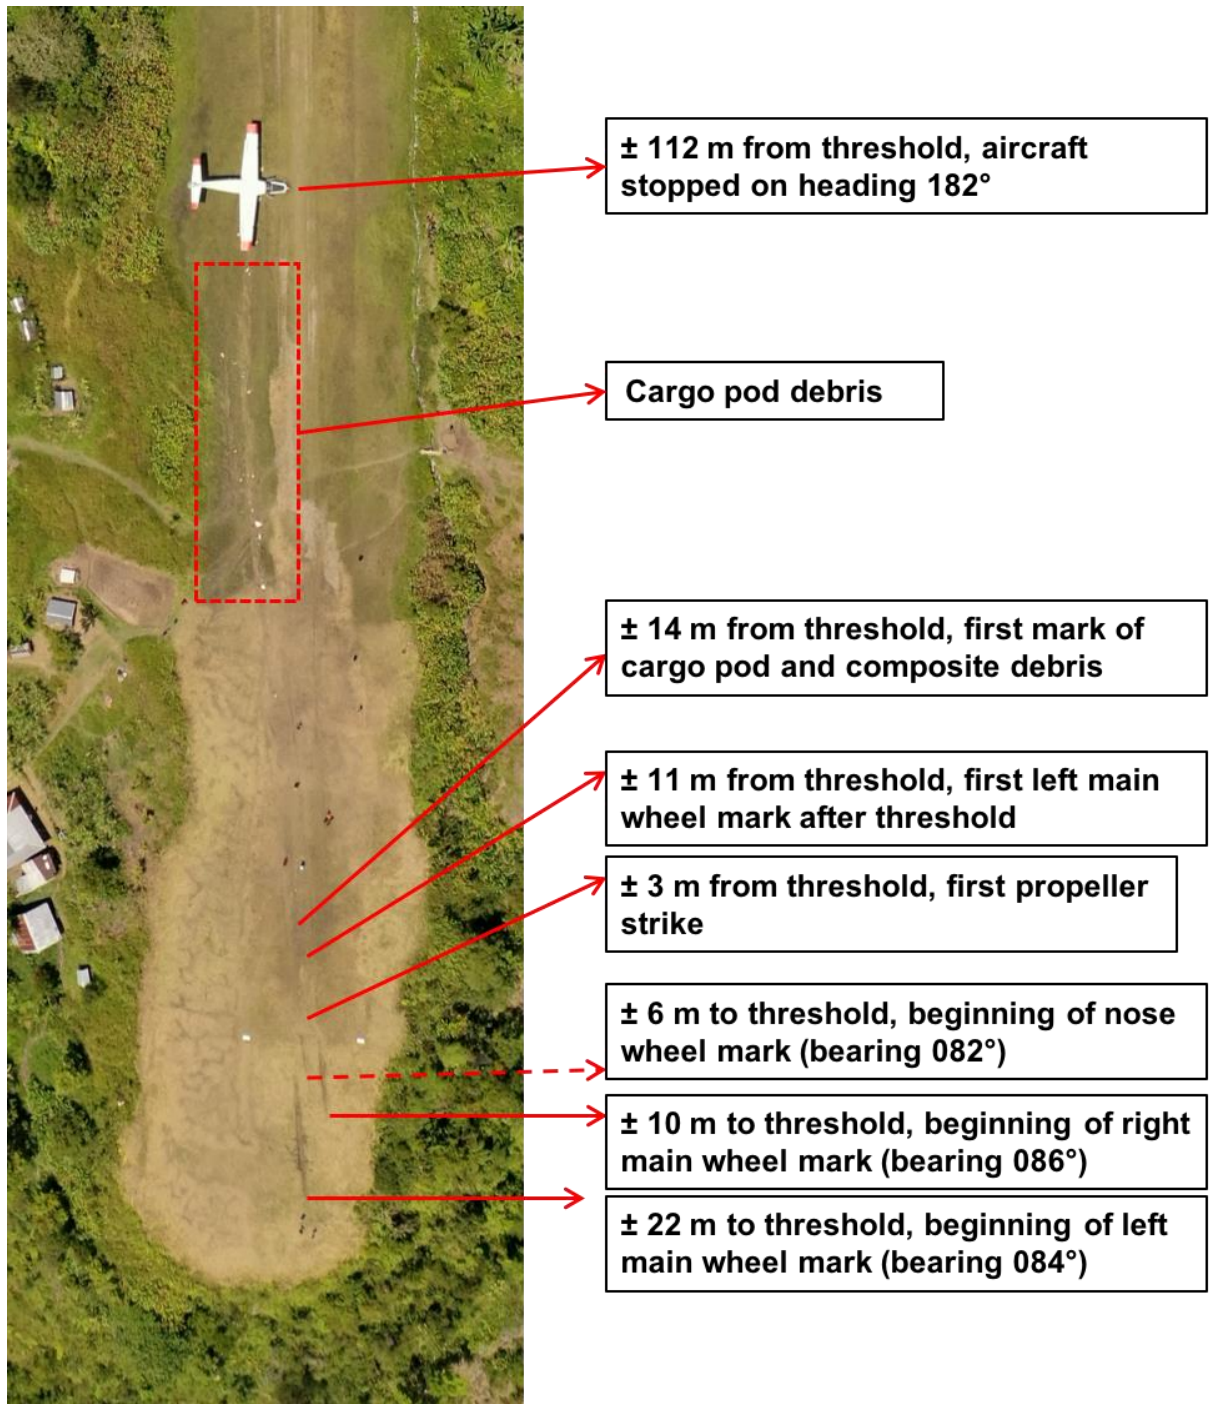 ± 112 m from threshold, aircraft
stopped on heading 182°
Cargo pod debris
± 14 m from threshold, first mark of
cargo pod and composite debris
± 11 m from threshold, first left main
wheel mark after threshold
± 3 m from threshold, first propeller
strike
± 6 m to threshold, beginning of nose
wheel mark (bearing 082°)
± 10 m to threshold, beginning of right
main wheel mark (bearing 086°)
± 22 m to threshold, beginning of left
main wheel mark (bearing 084°)